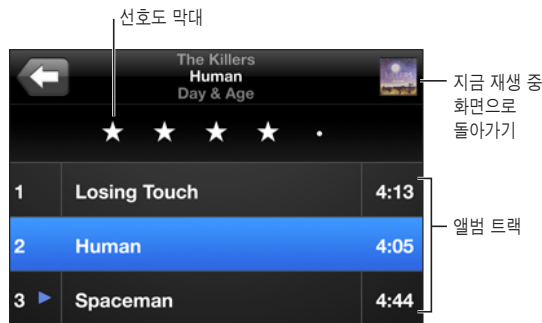 선호도 막대
The Killers
Human
Day & Age
지금 재생 중
화면으로
돌아가기
1 Losing Touch 4:13
2 Human 4:05
3 Spaceman 4:44
앨범 트랙